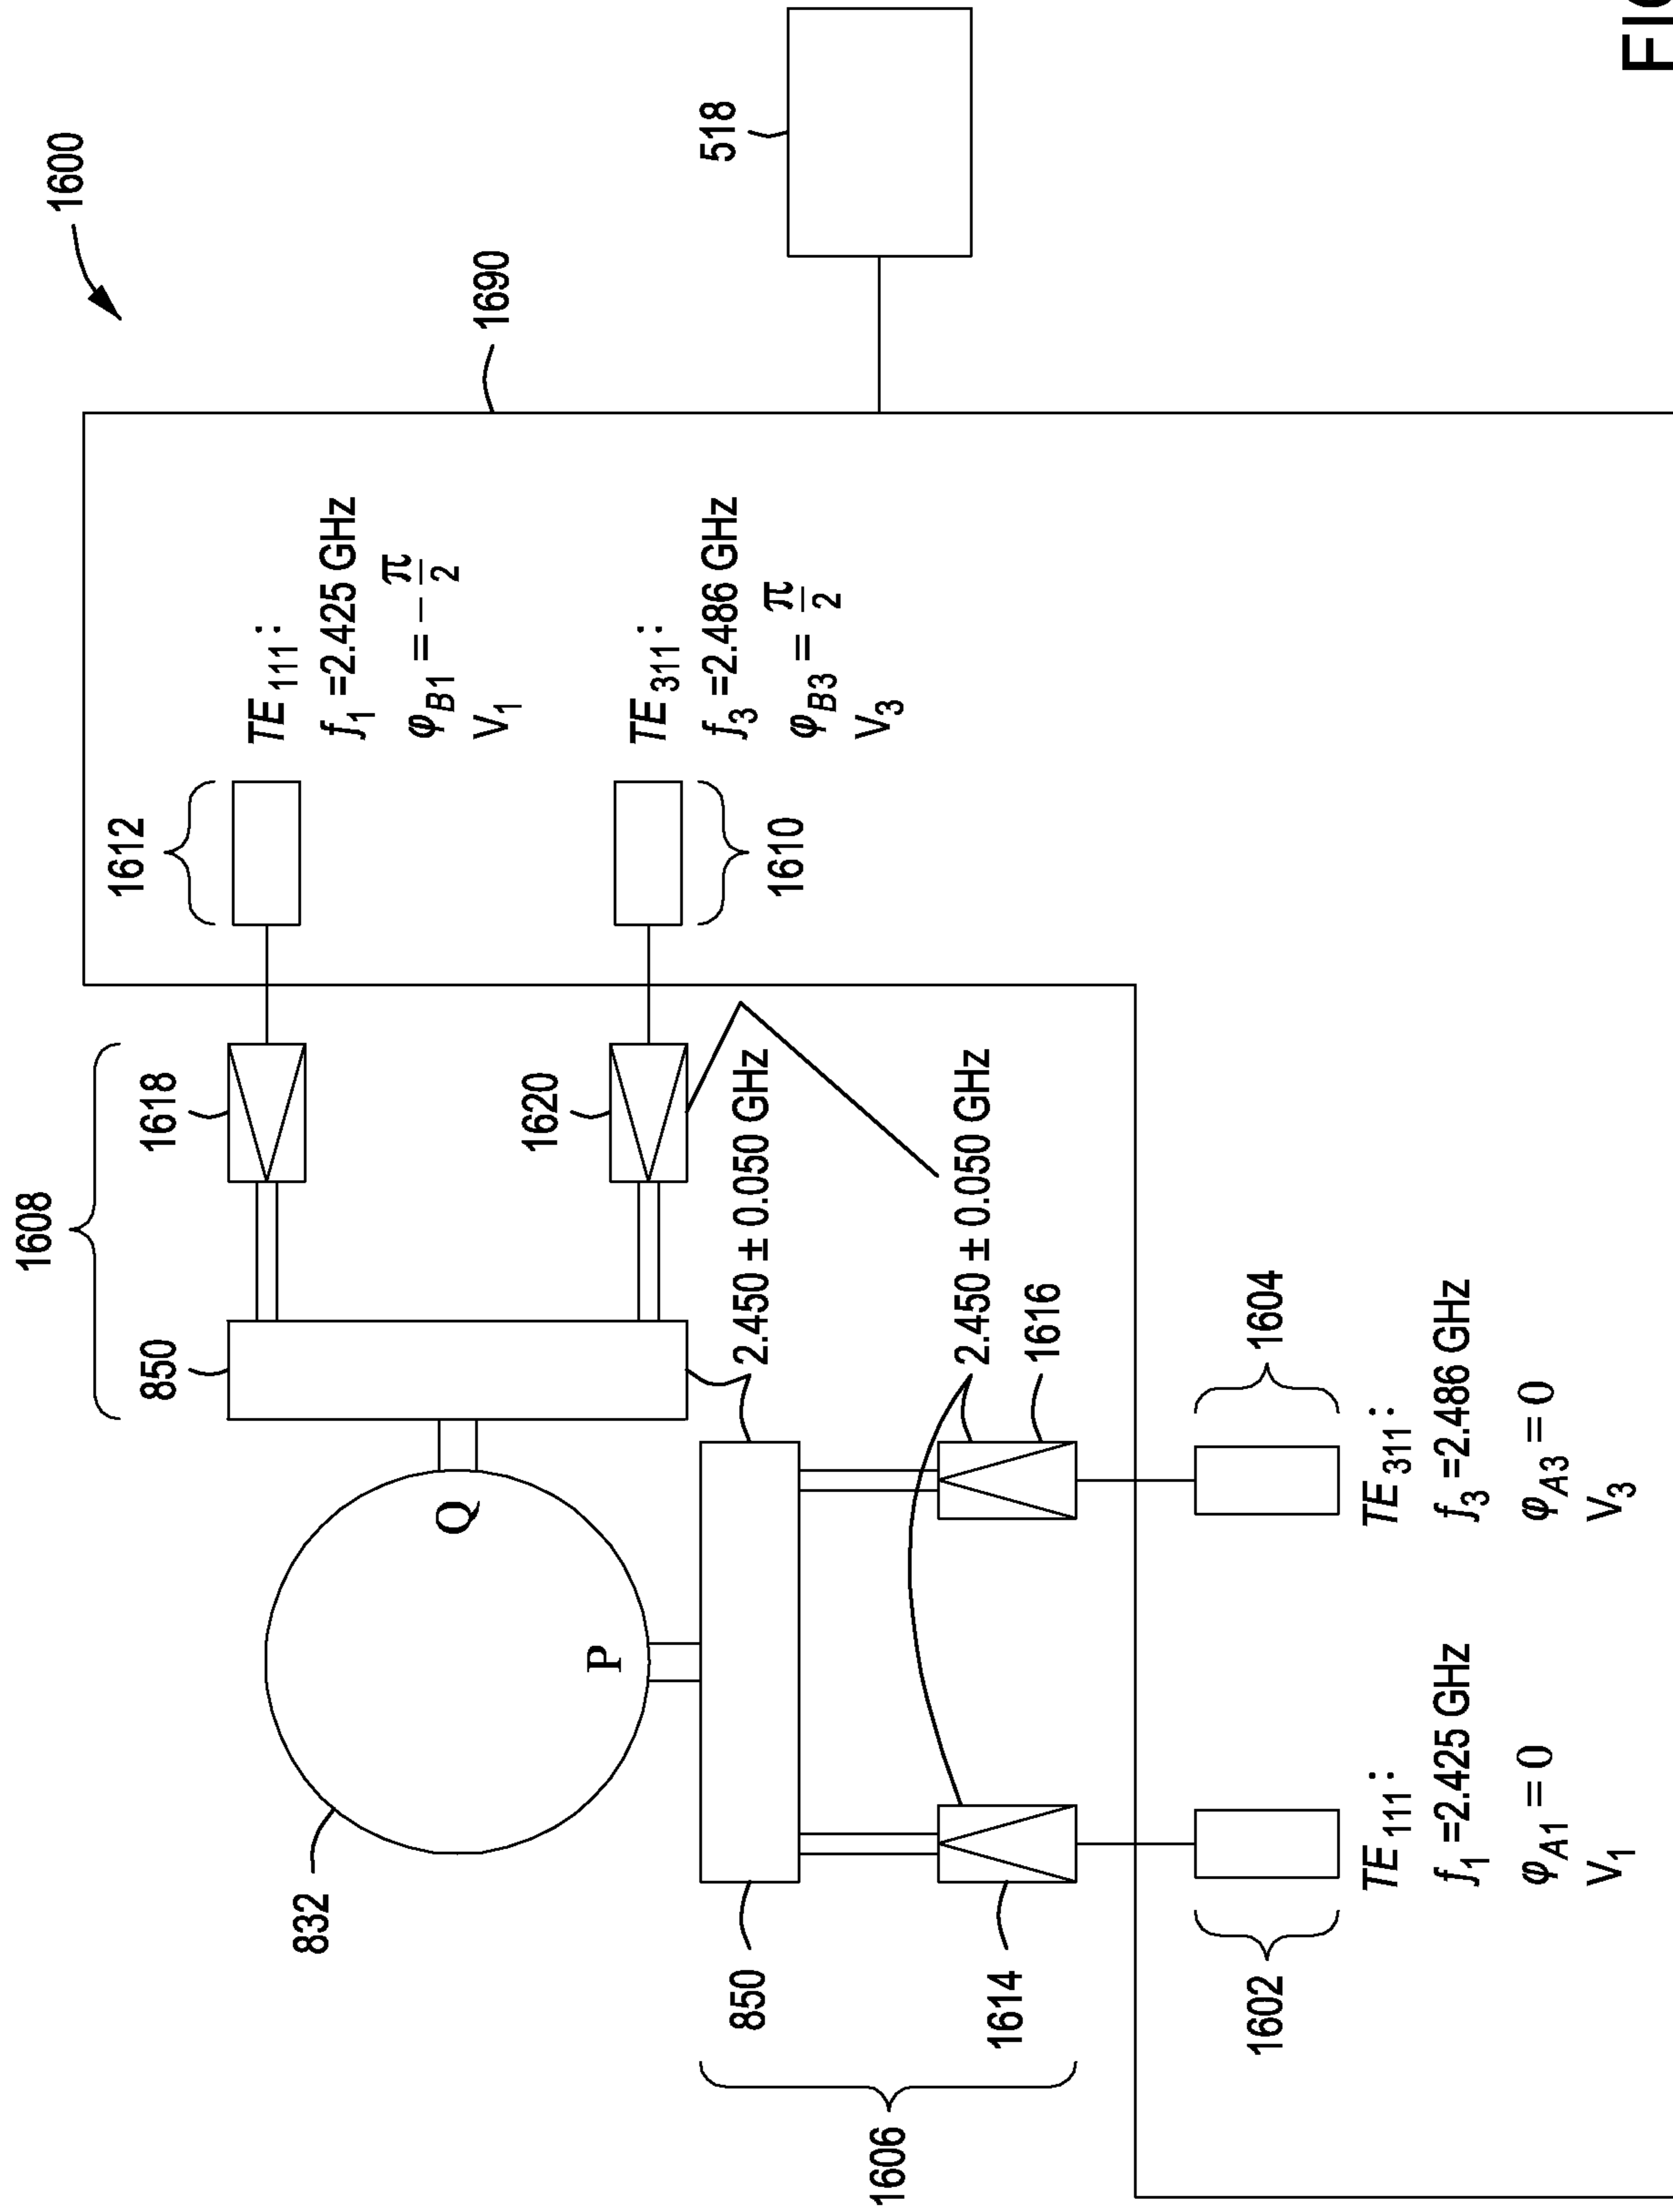 1608
1600
1612
1618
850
TE111:
f1=2.425 GHz
φB1 = −π/2
V1
832
Q
1690
1620
P
TE311:
f3=2.486 GHz
φB3 = π/2
V3
518
1610
850
2.450 ± 0.050 GHz
1606
2.450 ± 0.050 GHz
1614
1616
1602
1604
TE111:
f1=2.425 GHz
φA1 = 0
V1
TE311:
f3=2.486 GHz
φA3 = 0
V3